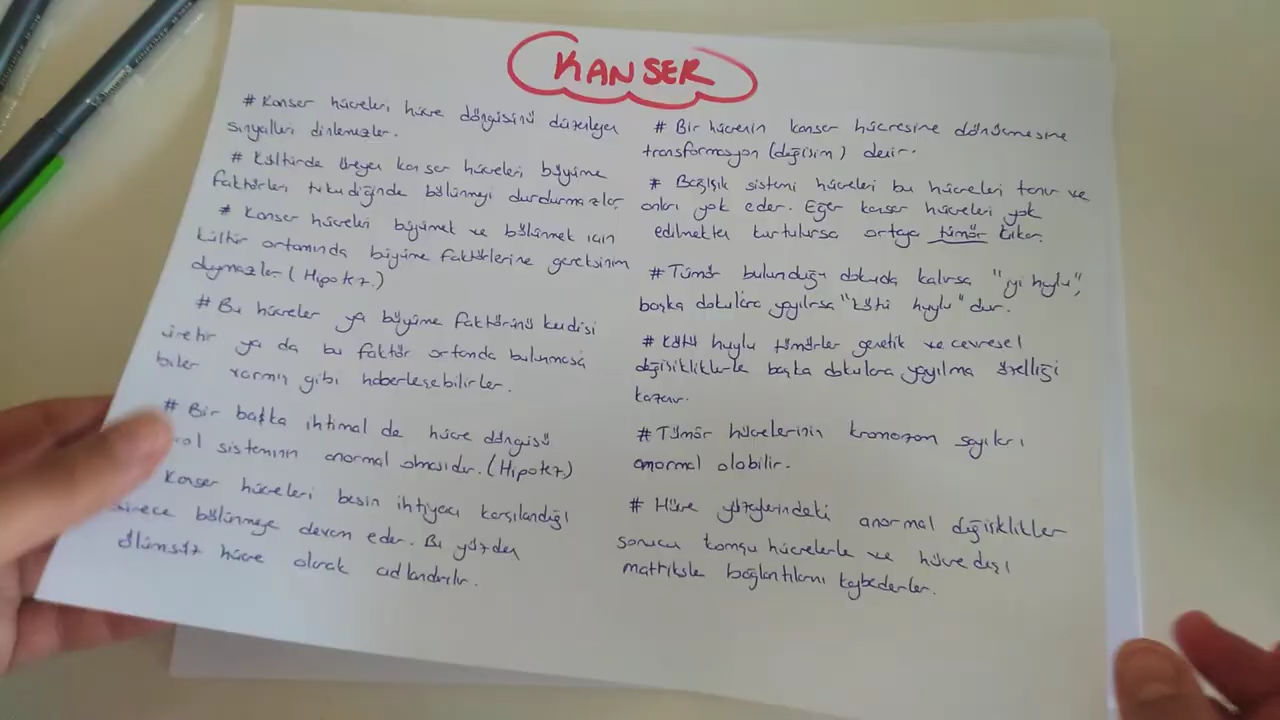 KANSER
# Kanser hücreleri hücre döngüsünü düzenleyen
sinyalleri dinlemezler.
# Kültürde üreyen kanser hücreleri büyüme
faktörleri tükendiğinde bölünmeyi durdurmazlar.
# Kanser hücreleri büyümek ve bölünmek için
kültür ortamında büyüme faktörlerine gereksinim
duymazlar. (Hipotez.)
# Bu hücreler ya büyüme faktörünü kendisi
üretir ya da bu faktör ortamda bulunmasa
bile varmış gibi haberleşebilirler.
# Bir başka ihtimal de hücre döngüsü
sisteminin anormal olmasıdır. (Hipotez)
Kanser hücreleri besin ihtiyacı karşılandığı
sürece bölünmeye devam eder. Bu yüzden
ölümsüz hücre olarak adlandırılır.
# Bir hücrenin kanser hücresine dönüşmesine
transformasyon (değişim) denir.
# Bağışık sistemi hücreleri bu hücreleri tanır ve
onları yok eder. Eğer kanser hücreleri yok
edilmekten kurtulursa ortaya tümör çıkar.
# Tümör bulunduğu dokuda kalırsa "iyi huylu",
başka dokulara yayılırsa "kötü huylu" dur.
# Kötü huylu tümörler genetik ve çevresel
değişikliklerle başka dokulara yayılma özelliği
kazanır.
# Tümör hücrelerinin kromozom sayıları
anormal olabilir.
# Hücre yüzeylerindeki anormal değişiklikler
sonucu komşu hücrelerle ve hücre dışı
matriksle bağlantılarını kaybederler.